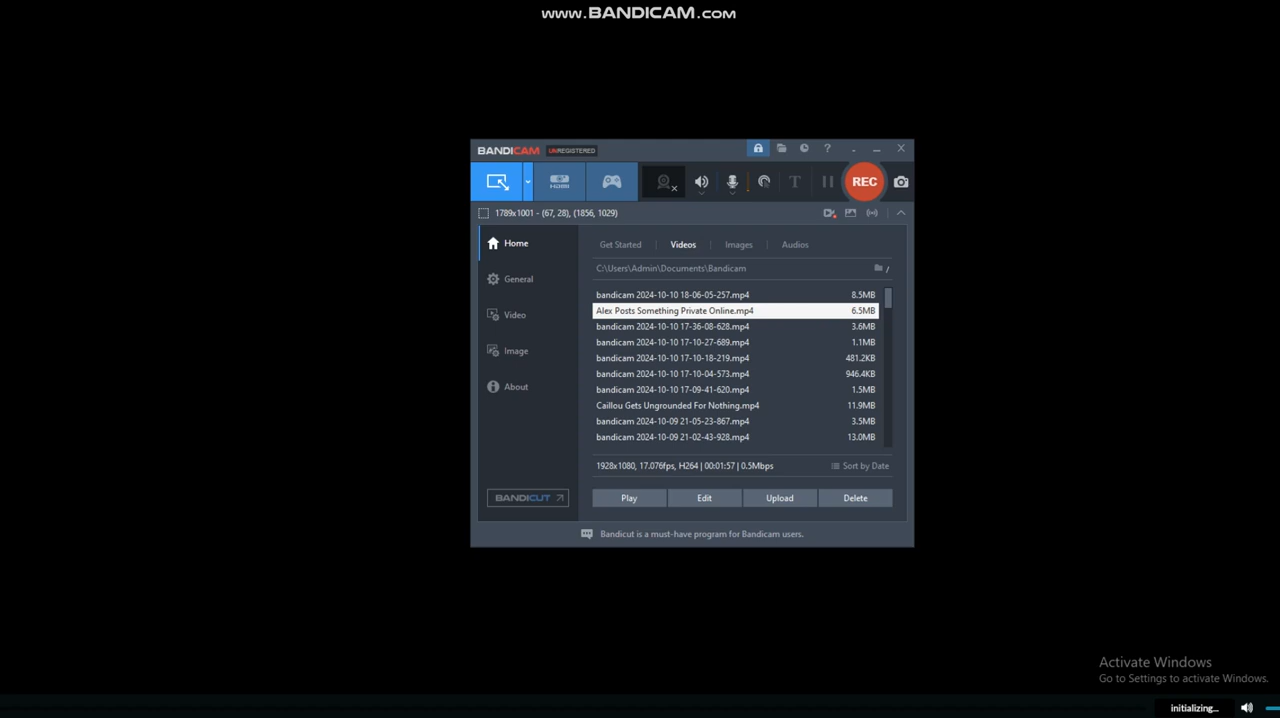 www.BANDICAM.com
BANDICAM UNREGISTERED
REC
1789x1001 - (67, 28), (1856, 1029)
Home
General
Video
Image
About
BANDICUT
Get Started
Videos
Images
Audios
C:\Users\Admin\Documents\Bandicam
bandicam 2024-10-10 18-06-05-257.mp4 8.5MB
Alex Posts Something Private Online.mp4 6.5MB
bandicam 2024-10-10 17-36-08-628.mp4 3.6MB
bandicam 2024-10-10 17-10-27-689.mp4 1.1MB
bandicam 2024-10-10 17-10-18-219.mp4 481.2KB
bandicam 2024-10-10 17-10-04-573.mp4 946.4KB
bandicam 2024-10-10 17-09-41-620.mp4 1.5MB
Caillou Gets Ungrounded For Nothing.mp4 11.9MB
bandicam 2024-10-09 21-05-23-867.mp4 3.5MB
bandicam 2024-10-09 21-02-43-928.mp4 13.0MB
1928x1080, 17.076fps, H264 | 00:01:57 | 0.5Mbps
Sort by Date
Play
Edit
Upload
Delete
Bandicut is a must-have program for Bandicam users.
Activate Windows
Go to Settings to activate Windows.
initializing...